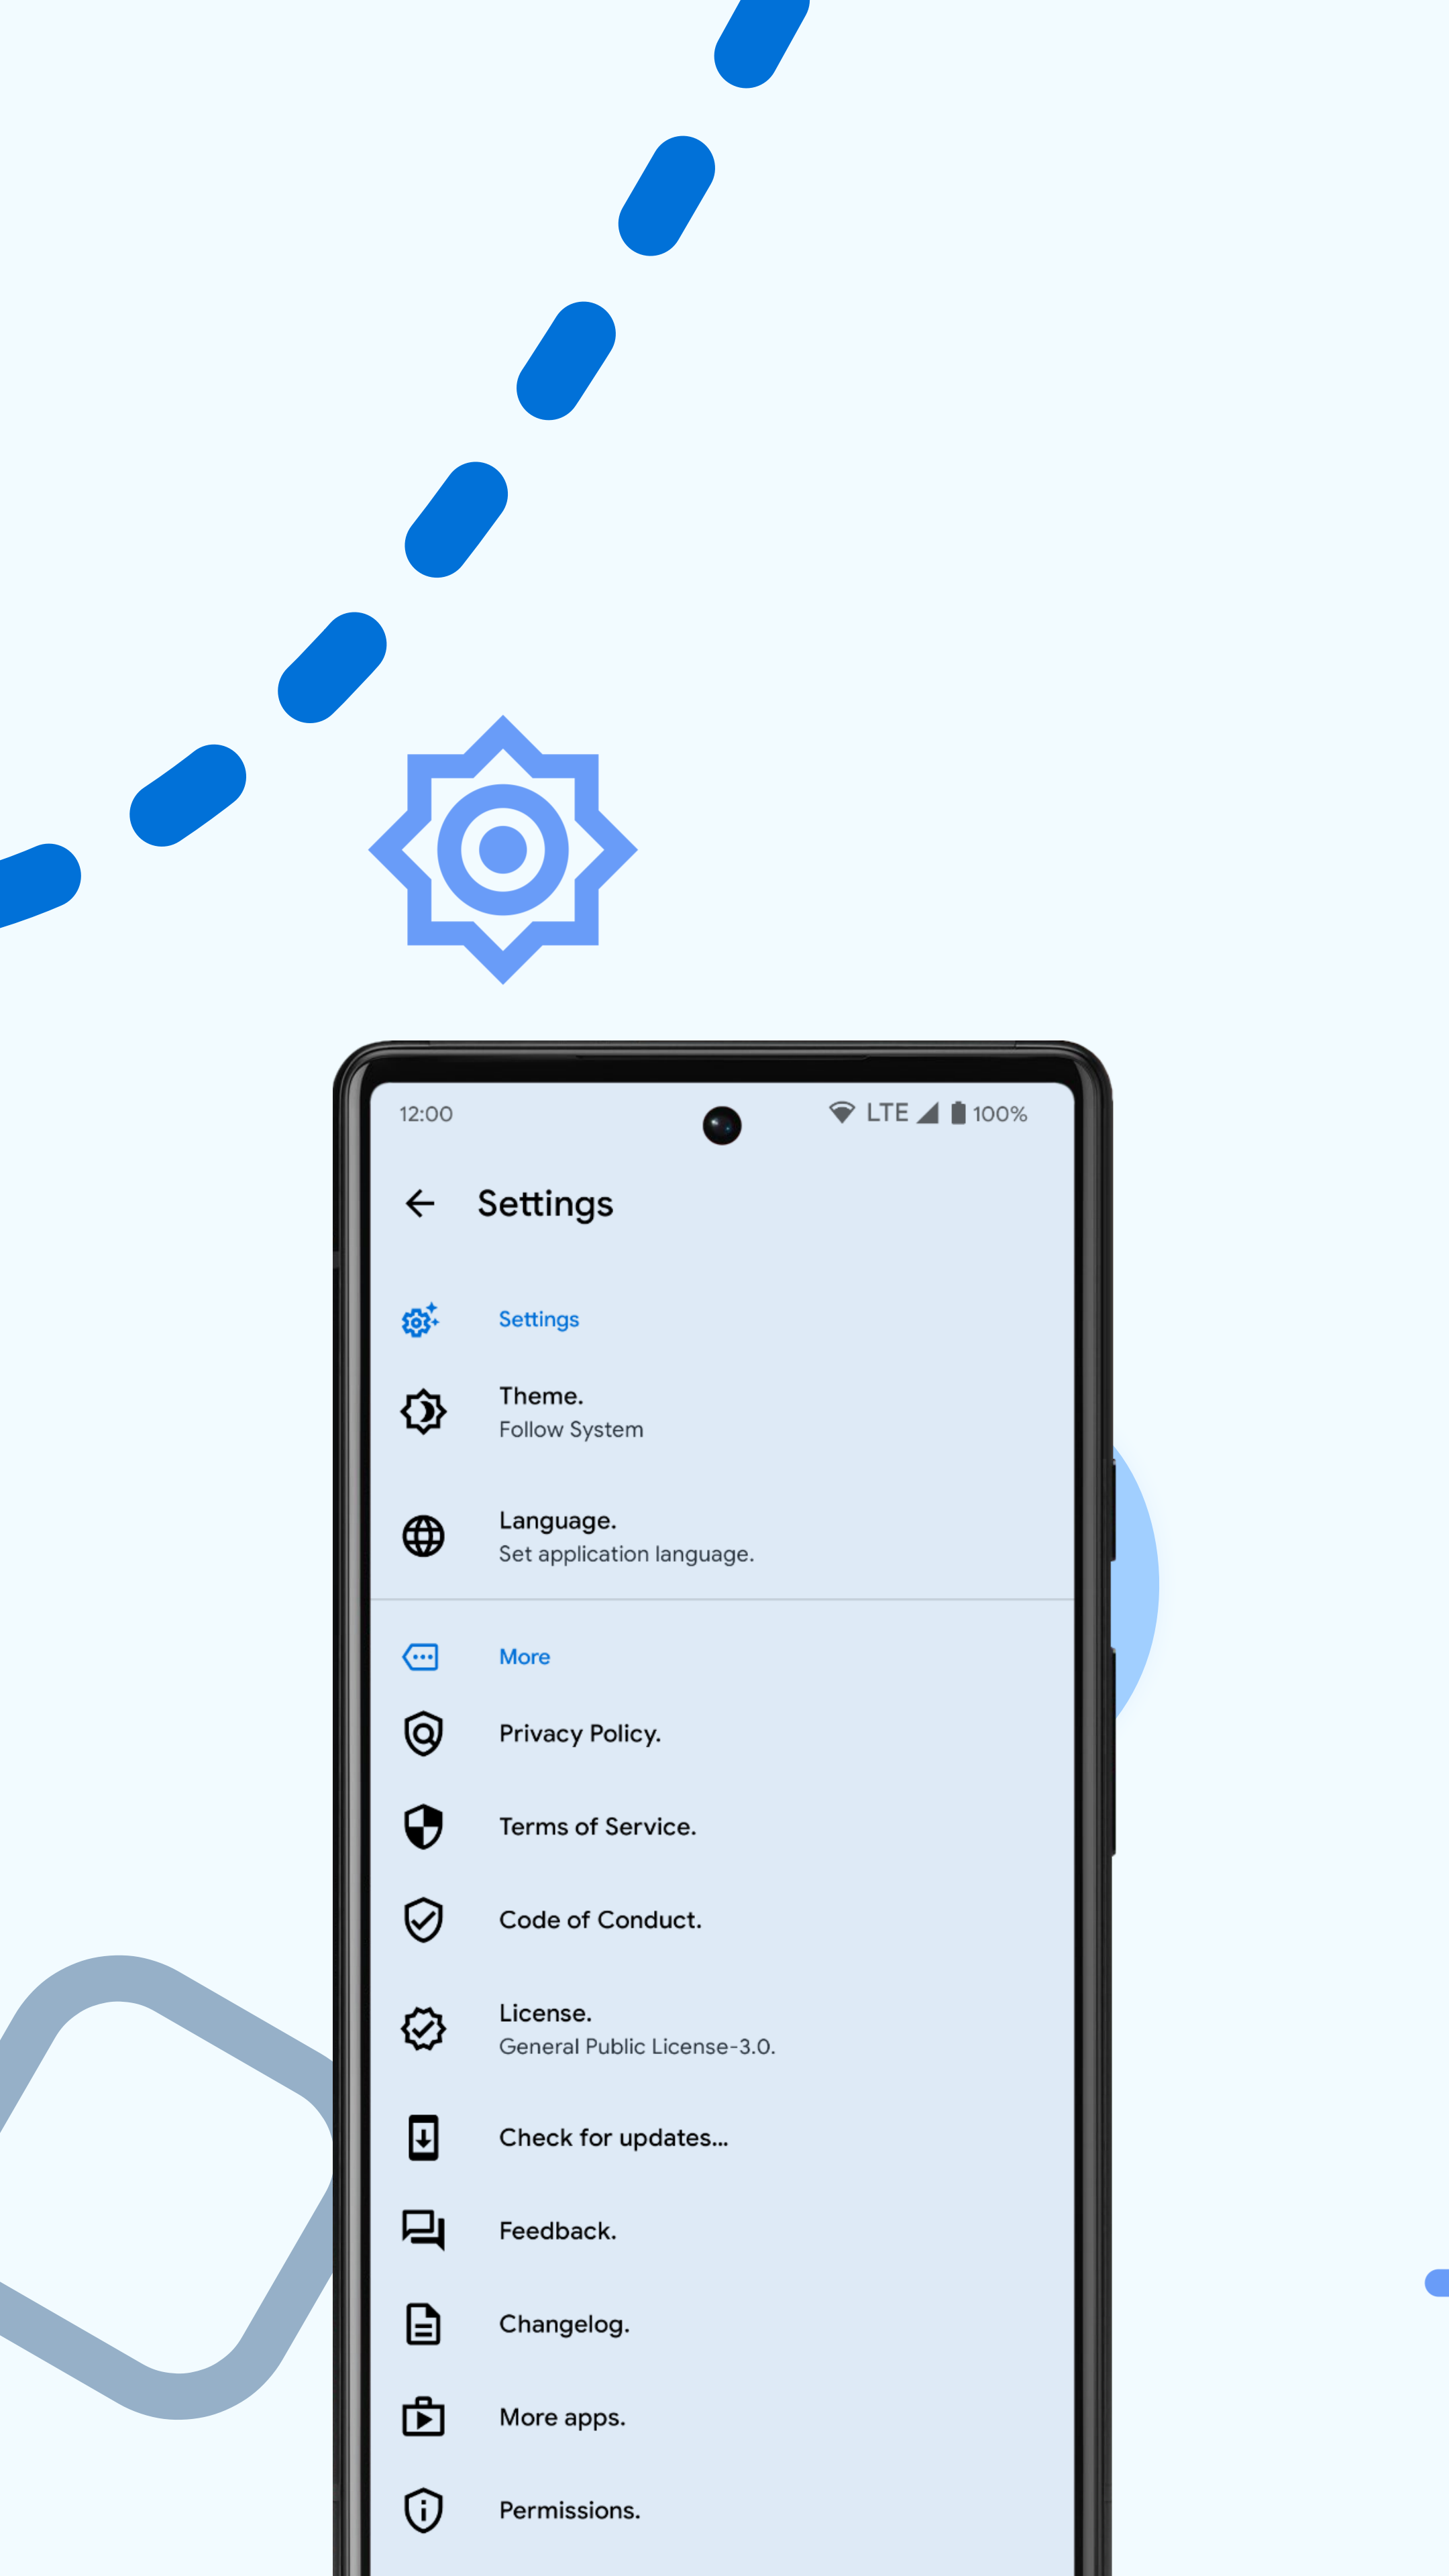 12:00 LTE 100%
Settings
Settings
Theme.
Follow System
Language.
Set application language.
More
Privacy Policy.
Terms of Service.
Code of Conduct.
License.
General Public License-3.0.
Check for updates...
Feedback.
Changelog.
More apps.
Permissions.